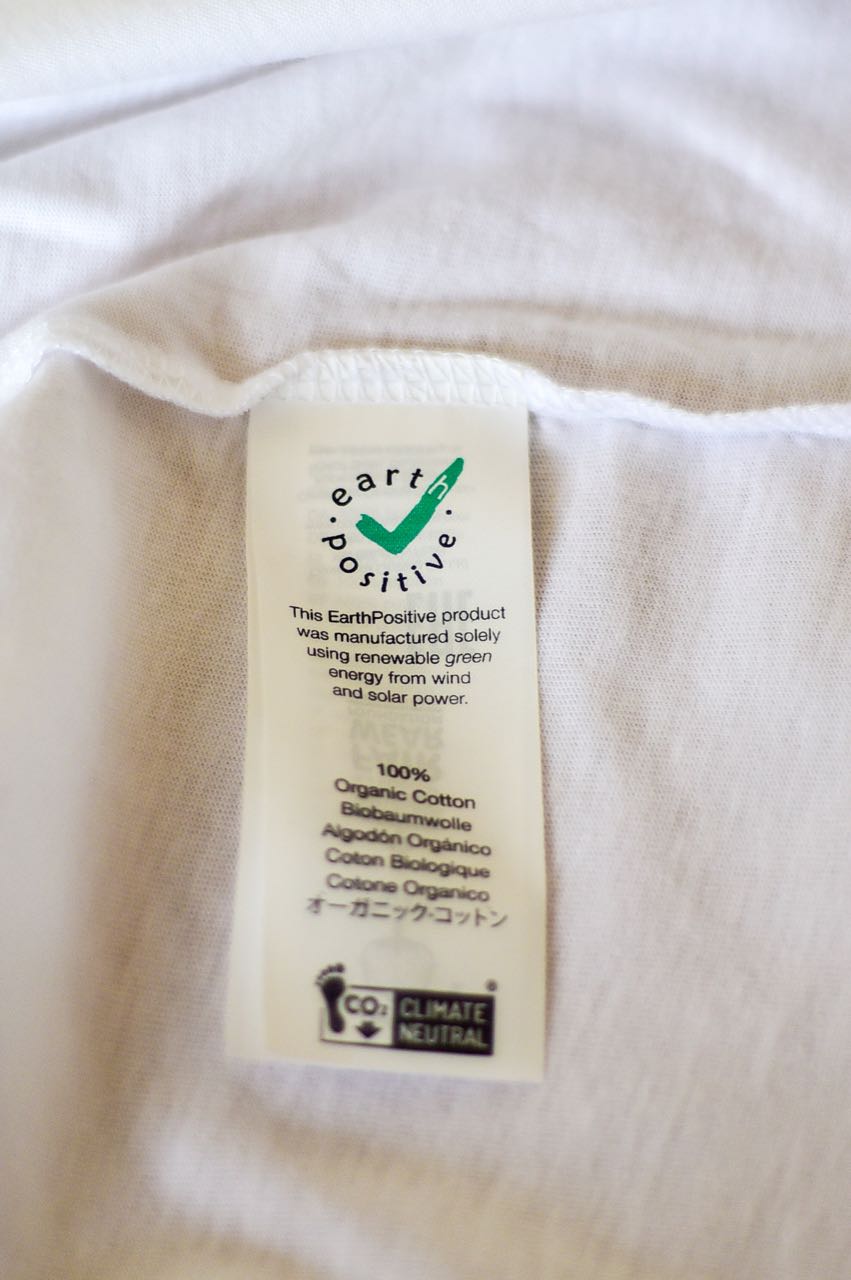 earth
positive
This EarthPositive product
was manufactured solely
using renewable green
energy from wind
and solar power.
100%
Organic Cotton
Biobaumwolle
Algodón Orgánico
Coton Biologique
Cotone Organico
オーガニック·コットン
CO₂ CLIMATE
NEUTRAL